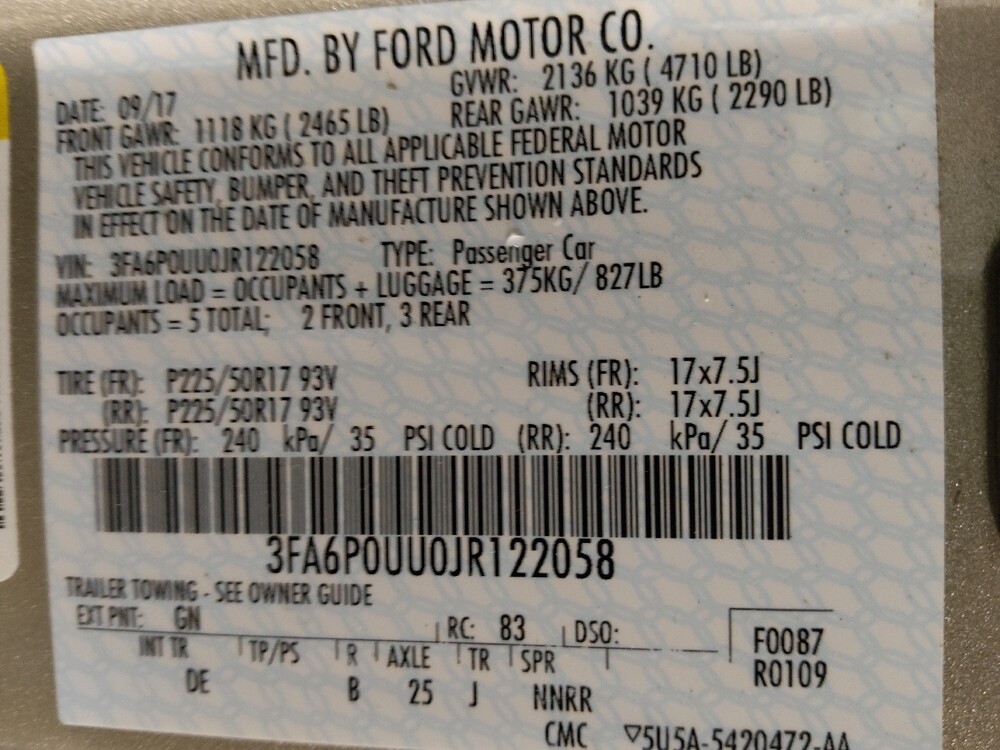 MFD. BY FORD MOTOR CO.
DATE: 09/17 GVWR: 2136 KG ( 4710 LB)
FRONT GAWR: 1118 KG ( 2465 LB) REAR GAWR: 1039 KG ( 2290 LB)
THIS VEHICLE CONFORMS TO ALL APPLICABLE FEDERAL MOTOR
VEHICLE SAFETY, BUMPER, AND THEFT PREVENTION STANDARDS
IN EFFECT ON THE DATE OF MANUFACTURE SHOWN ABOVE.
VIN: 3FA6P0UU0JR122058 TYPE: Passenger Car
MAXIMUM LOAD = OCCUPANTS + LUGGAGE = 375KG/ 827LB
OCCUPANTS = 5 TOTAL; 2 FRONT, 3 REAR
TIRE (FR): P225/50R17 93V RIMS (FR): 17x7.5J
(RR): P225/50R17 93V (RR): 17x7.5J
PRESSURE (FR): 240 kPa/ 35 PSI COLD (RR): 240 kPa/ 35 PSI COLD
3FA6P0UU0JR122058
TRAILER TOWING - SEE OWNER GUIDE
EXT PNT: GN RC: 83 DSO: F0087
INT TR TP/PS R AXLE TR SPR R0109
DE B 25 J NNRR
CMC ▽5U5A-5420472-AA